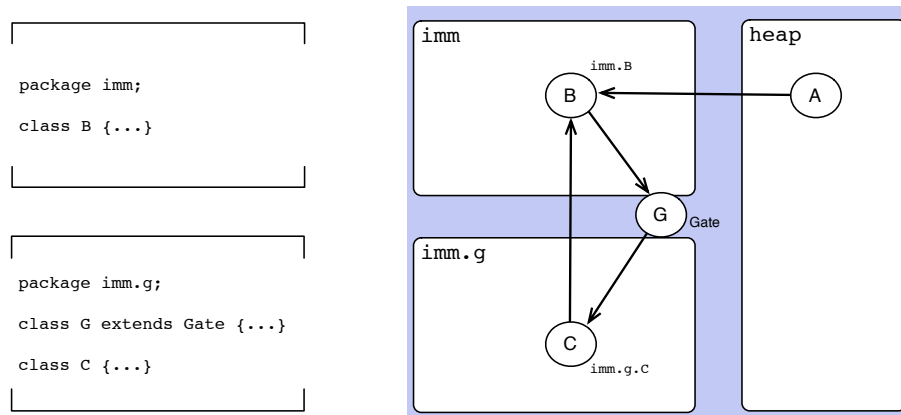 package imm;
class B {...}
package imm.g;
class G extends Gate {...}
class C {...}
imm
imm.B
B
G
Gate
imm.g
C
imm.g.C
heap
A